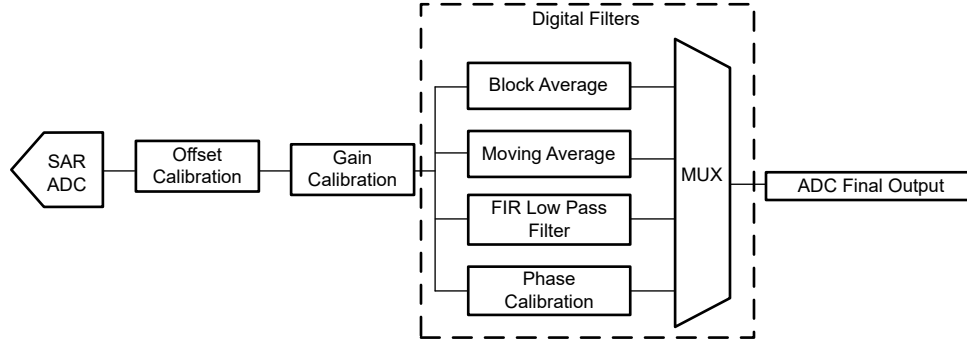 Digital Filters
Block Average
Moving Average
FIR Low Pass
Filter
Phase
Calibration
SAR
ADC
Offset
Calibration
Gain
Calibration
MUX
ADC Final Output